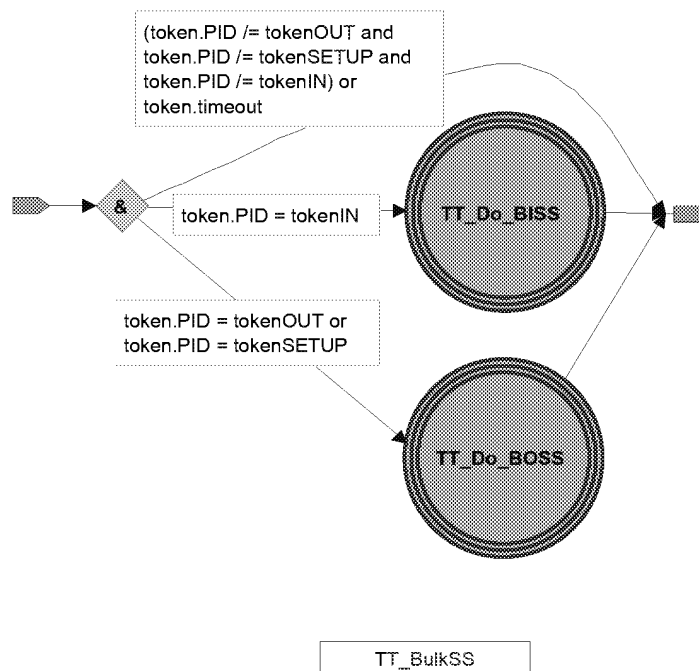 (token.PID /= tokenOUT and
token.PID /= tokenSETUP and
token.PID /= tokenIN) or
token.timeout
&
token.PID = tokenIN
TT_Do_BISS
token.PID = tokenOUT or
token.PID = tokenSETUP
TT_Do_BOSS
TT_BulkSS